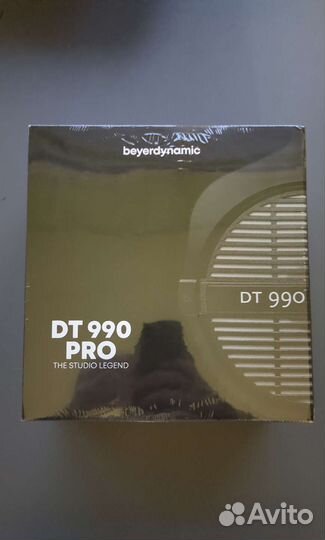 beyerdynamic
DT 990
DT 990
PRO
THE STUDIO LEGEND
Avito